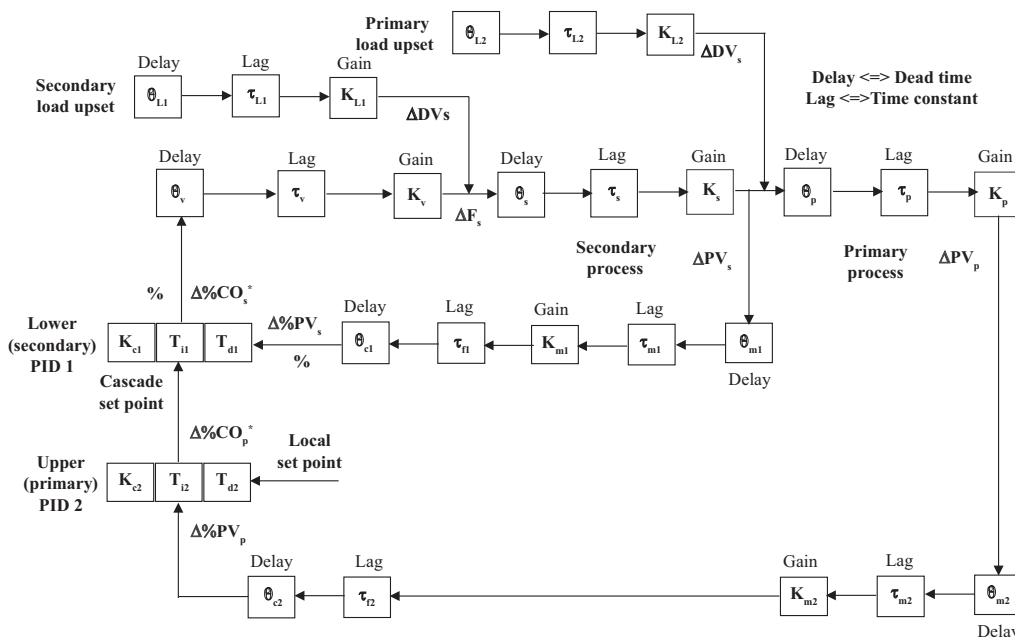 Primary
load upset
θL2
τL2
KL2
ΔDVs
Delay
Lag
Gain
Secondary
load upset
θL1
τL1
KL1
ΔDVs
Delay <=> Dead time
Lag <=>Time constant
Delay
Lag
Gain
Delay
Lag
Gain
Delay
Lag
Gain
θv
τv
Kv
ΔFs
θs
τs
Ks
θp
τp
Kp
Secondary
process
ΔPVs
Primary
process
ΔPVp
%
Δ%COs*
Lower
(secondary)
PID 1
Kc1
Ti1
Td1
Δ%PVs
%
Delay
Lag
Gain
Lag
θc1
τf1
Km1
τm1
θm1
Delay
Cascade
set point
Δ%COp*
Local
set point
Upper
(primary)
PID 2
Kc2
Ti2
Td2
Δ%PVp
Delay
Lag
Gain
Lag
θc2
τf2
Km2
τm2
θm2
Delay